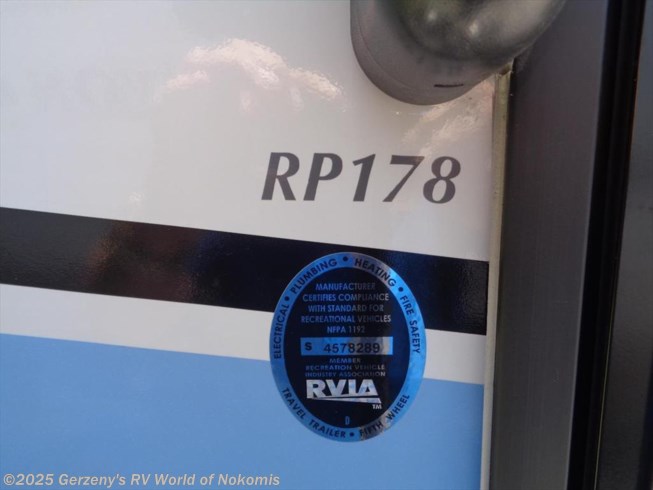 RP178
ELECTRICAL • PLUMBING • HEATING • FIRE SAFETY
MANUFACTURER
CERTIFIES COMPLIANCE
WITH STANDARD FOR
RECREATIONAL VEHICLES
NFPA 1192
S 4578289
MEMBER
RECREATION VEHICLE
INDUSTRY ASSOCIATION
RVIA
TM
D
TRAVEL TRAILER • FIFTH WHEEL
©2025 Gerzeny's RV World of Nokomis